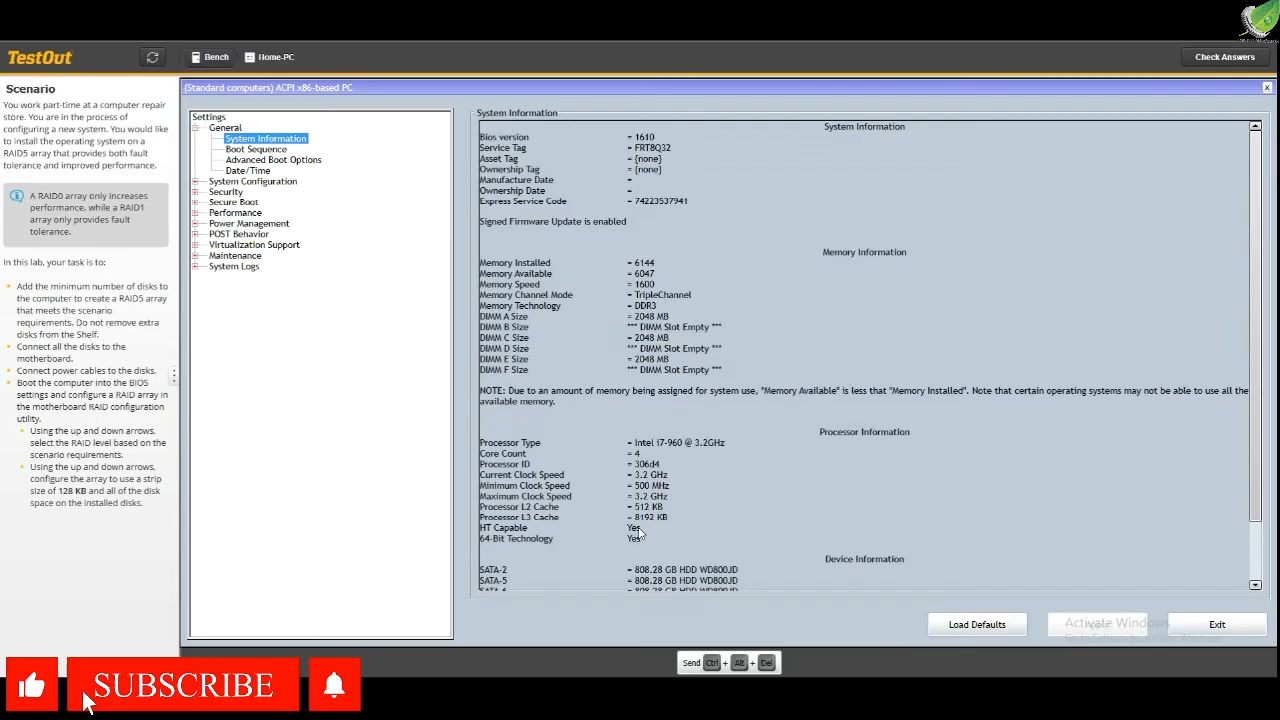 TestOut
Bench
Home-PC
Check Answers
Scenario
You work part-time at a computer repair
store. You are in the process of
configuring a new system. You would like
to install the operating system on a
RAID5 array that provides both fault
tolerance and improved performance.
A RAID0 array only increases
performance, while a RAID1
array only provides fault
tolerance.
In this lab, your task is to:
Add the minimum number of disks to
the computer to create a RAID5 array
that meets the scenario
requirements. Do not remove extra
disks from the Shelf.
Connect all the disks to the
motherboard.
Connect power cables to the disks.
Boot the computer into the BIOS
settings and configure a RAID array in
the motherboard RAID configuration
utility.
Using the up and down arrows,
select the RAID level based on the
scenario requirements.
Using the up and down arrows,
configure the array to use a strip
size of 128 KB and all of the disk
space on the installed disks.
(Standard computers) ACPI x86-based PC
Settings
General
System Information
Boot Sequence
Advanced Boot Options
Date/Time
System Configuration
Security
Secure Boot
Performance
Power Management
POST Behavior
Virtualization Support
Maintenance
System Logs
System Information
System Information
Bios version = 1610
Service Tag = FRT8Q32
Asset Tag = {none}
Ownership Tag = {none}
Manufacture Date =
Ownership Date =
Express Service Code = 74223537941
Signed Firmware Update is enabled
Memory Information
Memory Installed = 6144
Memory Available = 6047
Memory Speed = 1600
Memory Channel Mode = TripleChannel
Memory Technology = DDR3
DIMM A Size = 2048 MB
DIMM B Size *** DIMM Slot Empty ***
DIMM C Size = 2048 MB
DIMM D Size *** DIMM Slot Empty ***
DIMM E Size = 2048 MB
DIMM F Size *** DIMM Slot Empty ***
NOTE: Due to an amount of memory being assigned for system use, "Memory Available" is less that "Memory Installed". Note that certain operating systems may not be able to use all the
available memory.
Processor Information
Processor Type = Intel i7-960 @ 3.2GHz
Core Count = 4
Processor ID = 306d4
Current Clock Speed = 3.2 GHz
Minimum Clock Speed = 500 MHz
Maximum Clock Speed = 3.2 GHz
Processor L2 Cache = 512 KB
Processor L3 Cache = 8192 KB
HT Capable Yes
64-Bit Technology Yes
Device Information
SATA-2 = 808.28 GB HDD WD800JD
SATA-5 = 808.28 GB HDD WD800JD
SATA-6 = 808.28 GB HDD WD800JD
Load Defaults
Exit
Activate Windows
Send Ctrl + Alt + Del
SUBSCRIBE